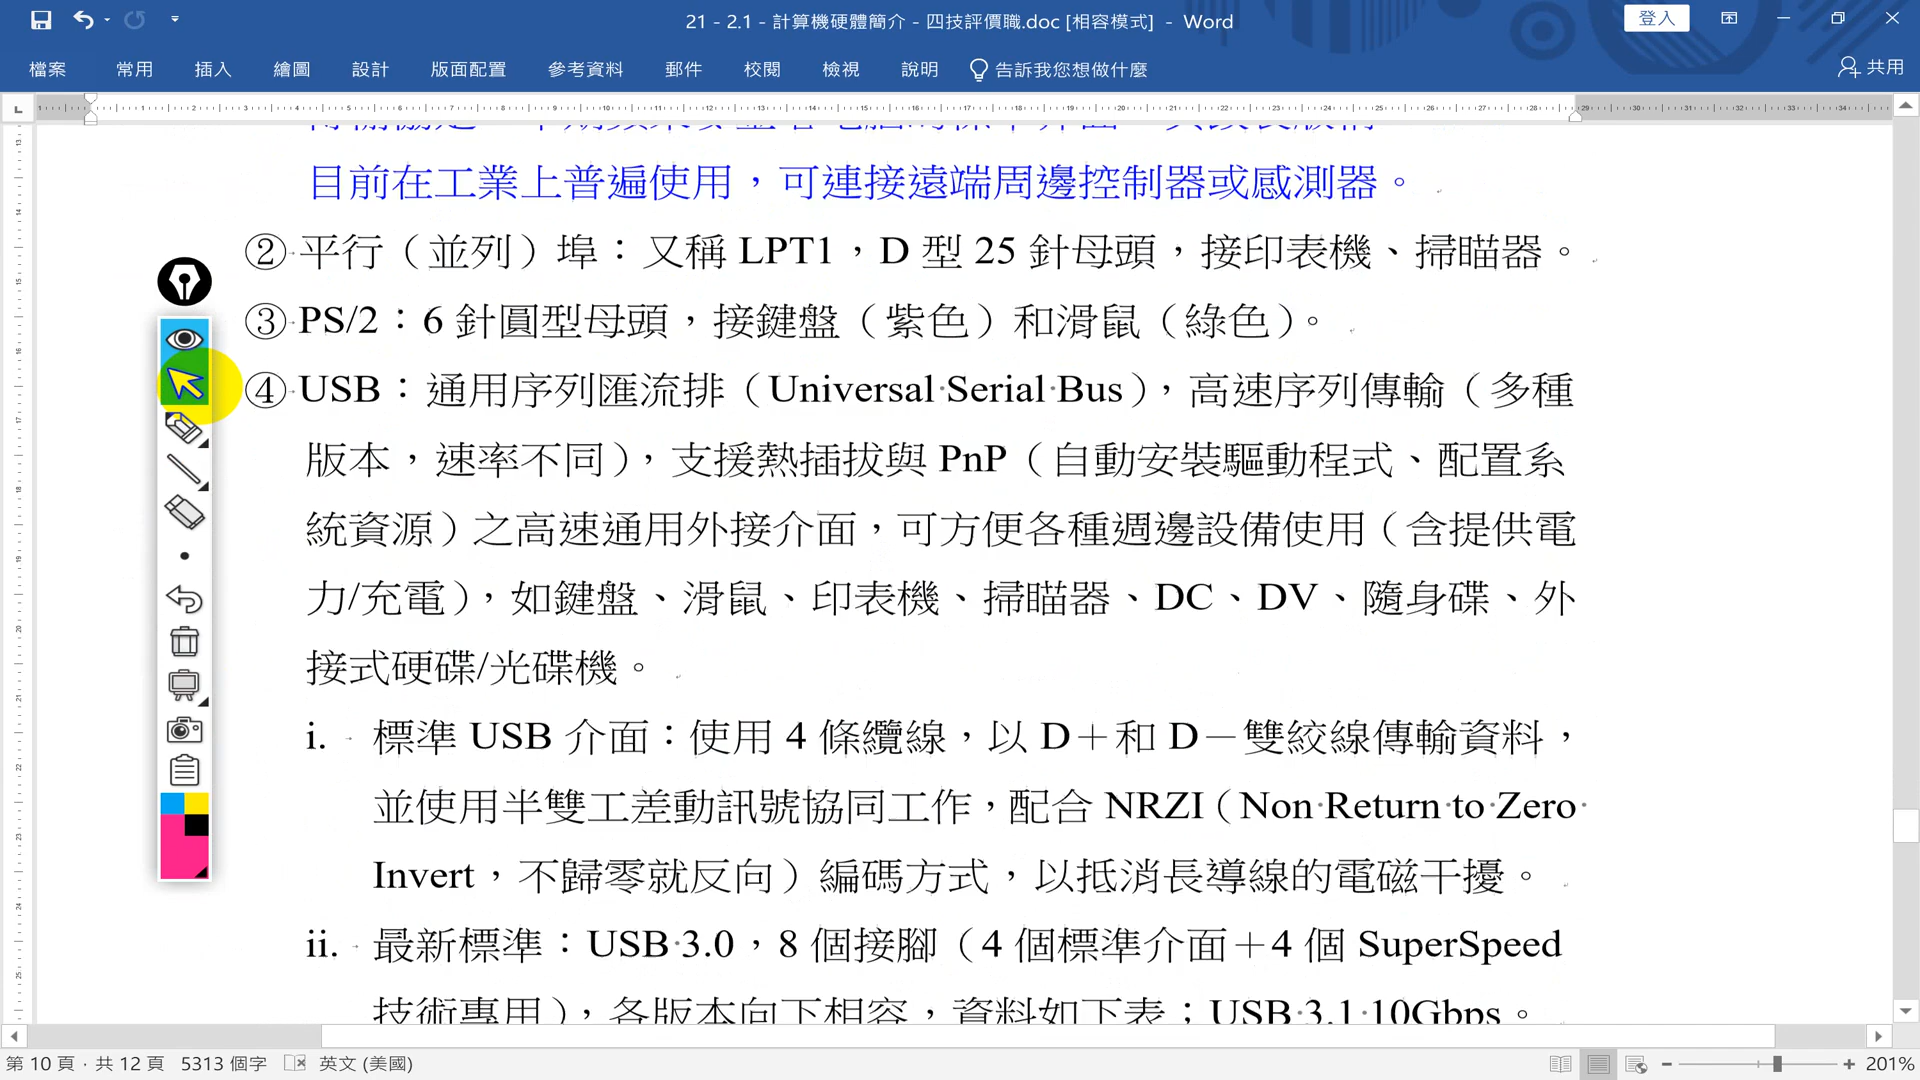 21 - 2.1 - 計算機硬體簡介 - 四技評價職.doc [相容模式] - Word
登入
檔案 常用 插入 繪圖 設計 版面配置 參考資料 郵件 校閱 檢視 說明 告訴我您想做什麼 共用
目前在工業上普遍使用，可連接遠端周邊控制器或感測器。
②平行（並列）埠：又稱 LPT1，D 型 25 針母頭，接印表機、掃瞄器。
③PS/2：6 針圓型母頭，接鍵盤（紫色）和滑鼠（綠色）。
④USB：通用序列匯流排（Universal Serial Bus），高速序列傳輸（多種
版本，速率不同），支援熱插拔與 PnP（自動安裝驅動程式、配置系
統資源）之高速通用外接介面，可方便各種週邊設備使用（含提供電
力/充電），如鍵盤、滑鼠、印表機、掃瞄器、DC、DV、隨身碟、外
接式硬碟/光碟機。
i. 標準 USB 介面：使用 4 條纜線，以 D＋和 D－雙絞線傳輸資料，
並使用半雙工差動訊號協同工作，配合 NRZI（Non Return to Zero
Invert，不歸零就反向）編碼方式，以抵消長導線的電磁干擾。
ii. 最新標準：USB 3.0，8 個接腳（4 個標準介面＋4 個 SuperSpeed
技術專用），各版本向下相容，資料如下表；USB 3.1 10Gbps。
第 10 頁，共 12 頁 5313 個字 英文 (美國) 201%